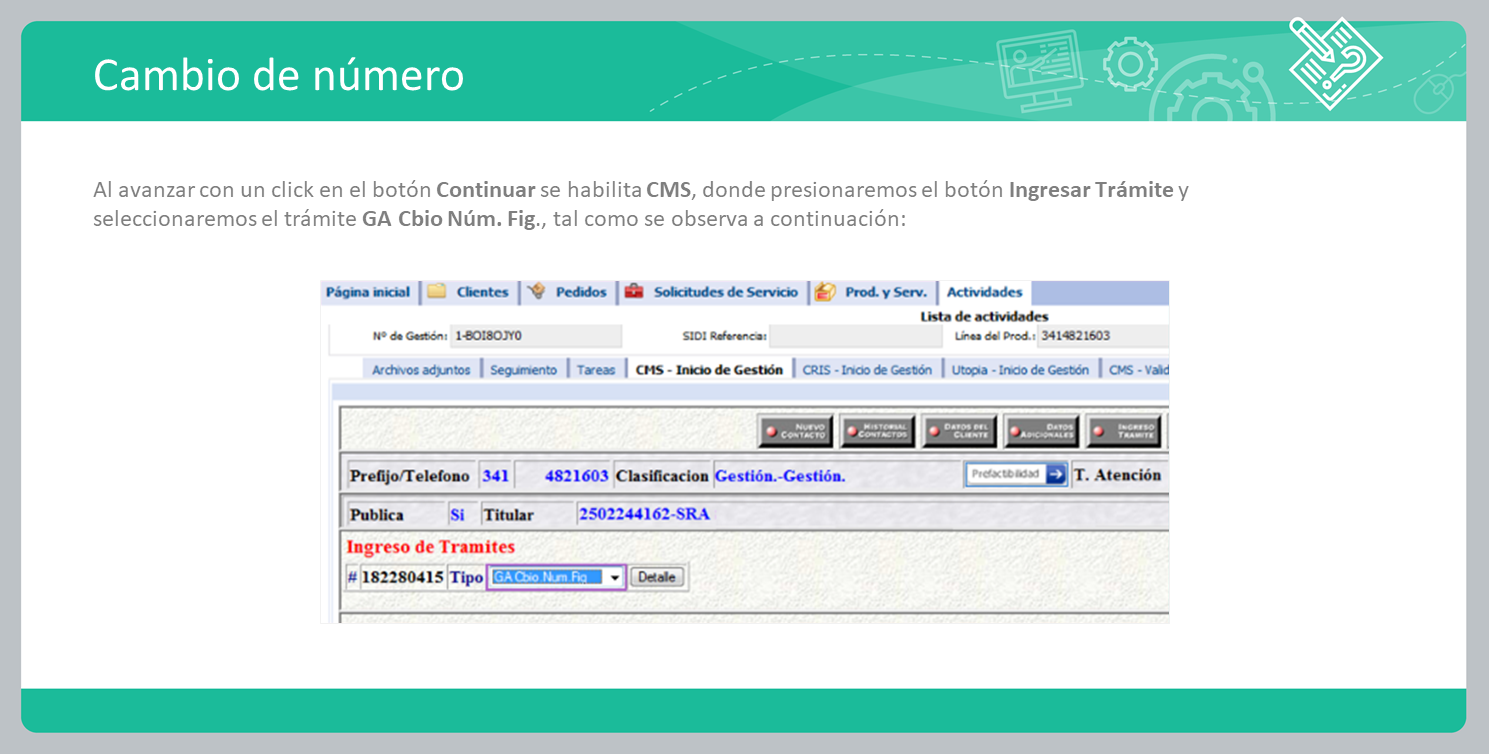 Cambio de número
Al avanzar con un click en el botón Continuar se habilita CMS, donde presionaremos el botón Ingresar Trámite y
seleccionaremos el trámite GA Cbio Núm. Fig., tal como se observa a continuación:
Página inicial Clientes Pedidos Solicitudes de Servicio Prod. y Serv. Actividades
Lista de actividades
Nº de Gestión: 1-BOI8OJY0 SIDI Referencia: Línea del Prod.: 3414821603
Archivos adjuntos Seguimiento Tareas CMS - Inicio de Gestión CRIS - Inicio de Gestión Utopia - Inicio de Gestión CMS - Valid
NUEVO CONTACTO HISTORIAL CONTACTOS DATOS DEL CLIENTE DATOS ADICIONALES INGRESO TRAMITE
Prefijo/Telefono 341 4821603 Clasificacion Gestión.-Gestión. Prefactibilidad T. Atención
Publica Si Titular 2502244162-SRA
Ingreso de Tramites
# 182280415 Tipo GA Cbio.Num.Fig Detalle